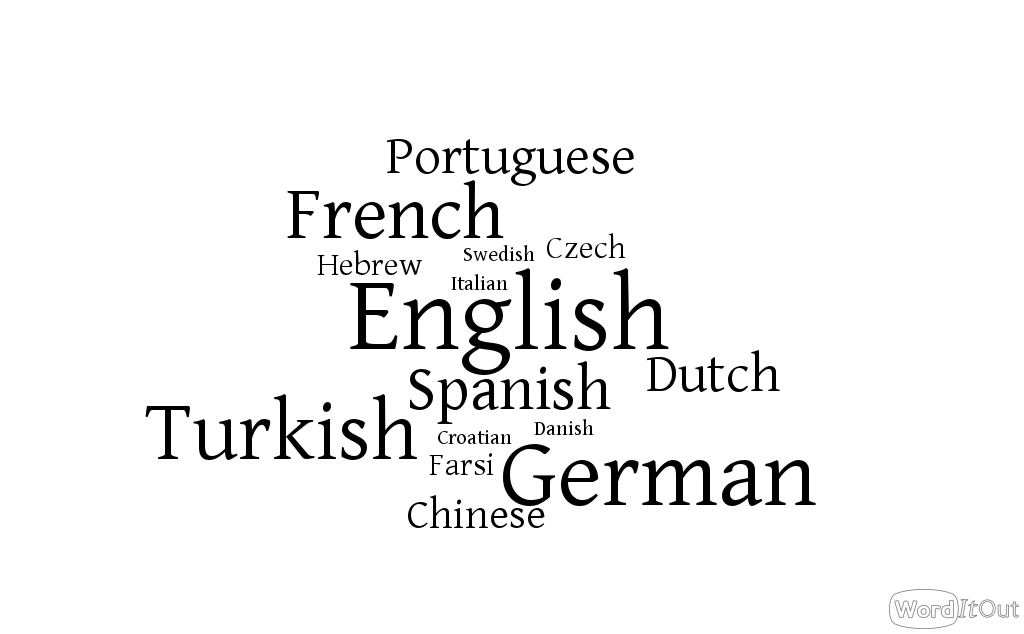 Portuguese
French
Swedish Czech
Hebrew
Italian
English
Spanish Dutch
Turkish
Croatian Danish
Farsi German
Chinese
WordItOut